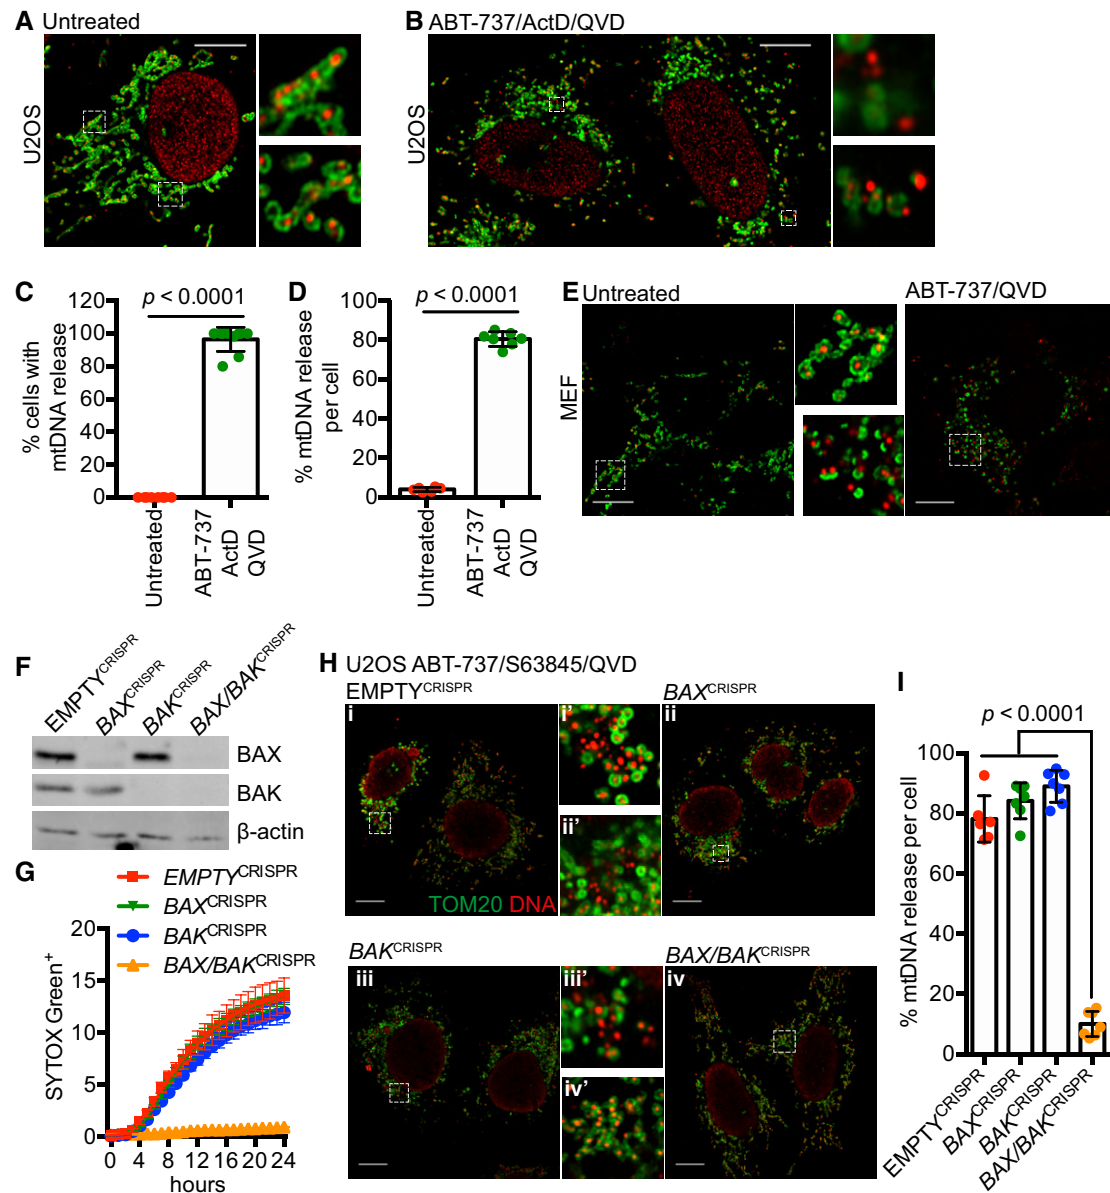 A Untreated
U2OS
B ABT-737/ActD/QVD
U2OS
C
p < 0.0001
% cells with
mtDNA release
120
100
80
60
40
20
0
Untreated
ABT-737
ActD
QVD
D
p < 0.0001
% mtDNA release
per cell
100
80
60
40
20
0
Untreated
ABT-737
ActD
QVD
E Untreated
ABT-737/QVD
MEF
F
EMPTYCRISPR
BAXCRISPR
BAKCRISPR
BAX/BAKCRISPR
BAX
BAK
β-actin
G
EMPTYCRISPR
BAXCRISPR
BAKCRISPR
BAX/BAKCRISPR
SYTOX Green+
20
15
10
5
0
0 4 8 12 16 20 24
hours
H U2OS ABT-737/S63845/QVD
EMPTYCRISPR
BAXCRISPR
i
i'
ii
ii'
TOM20 DNA
BAKCRISPR
BAX/BAKCRISPR
iii
iii'
iv
iv'
I
p < 0.0001
% mtDNA release per cell
100
80
60
40
20
0
EMPTYCRISPR
BAXCRISPR
BAKCRISPR
BAX/BAKCRISPR